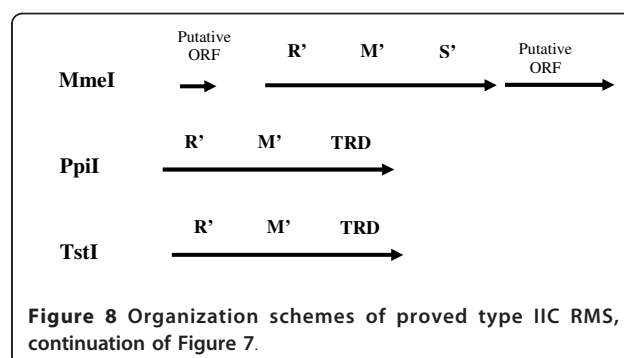 Putative
ORF
R’ M’ S’
Putative
ORF
MmeI
R’ M’ TRD
PpiI
R’ M’ TRD
TstI
Figure 8 Organization schemes of proved type IIC RMS,
continuation of Figure 7.